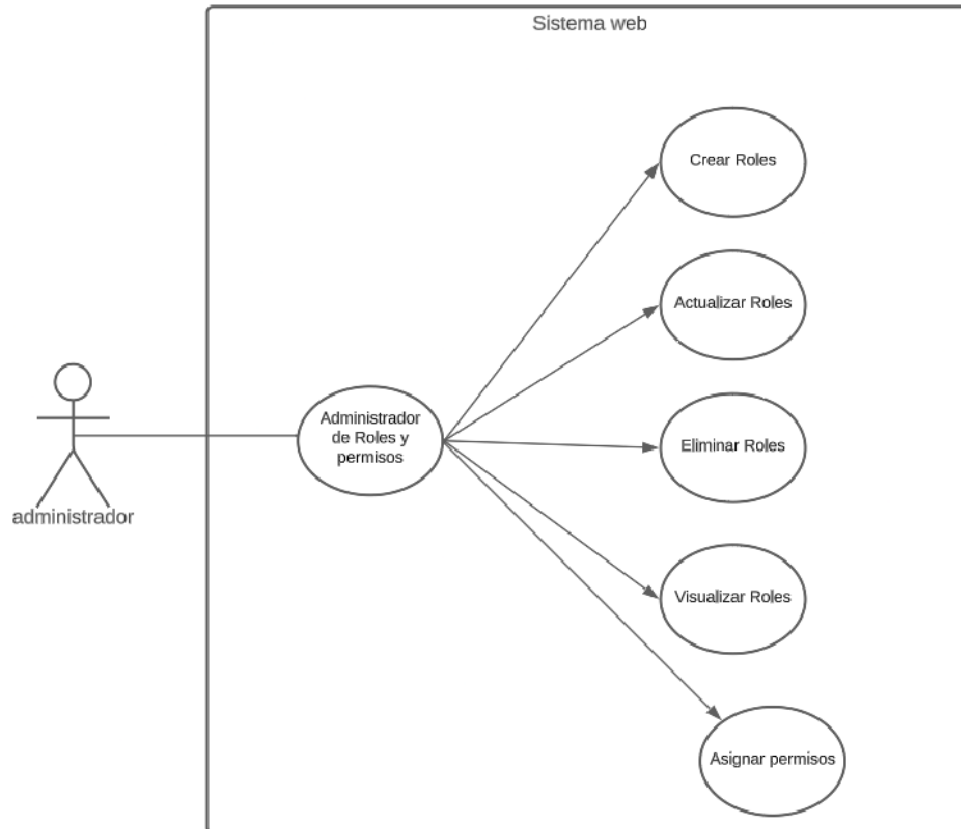 Sistema web
Crear Roles
Actualizar Roles
Administrador
de Roles y
permisos
Eliminar Roles
administrador
Visualizar Roles
Asignar permisos